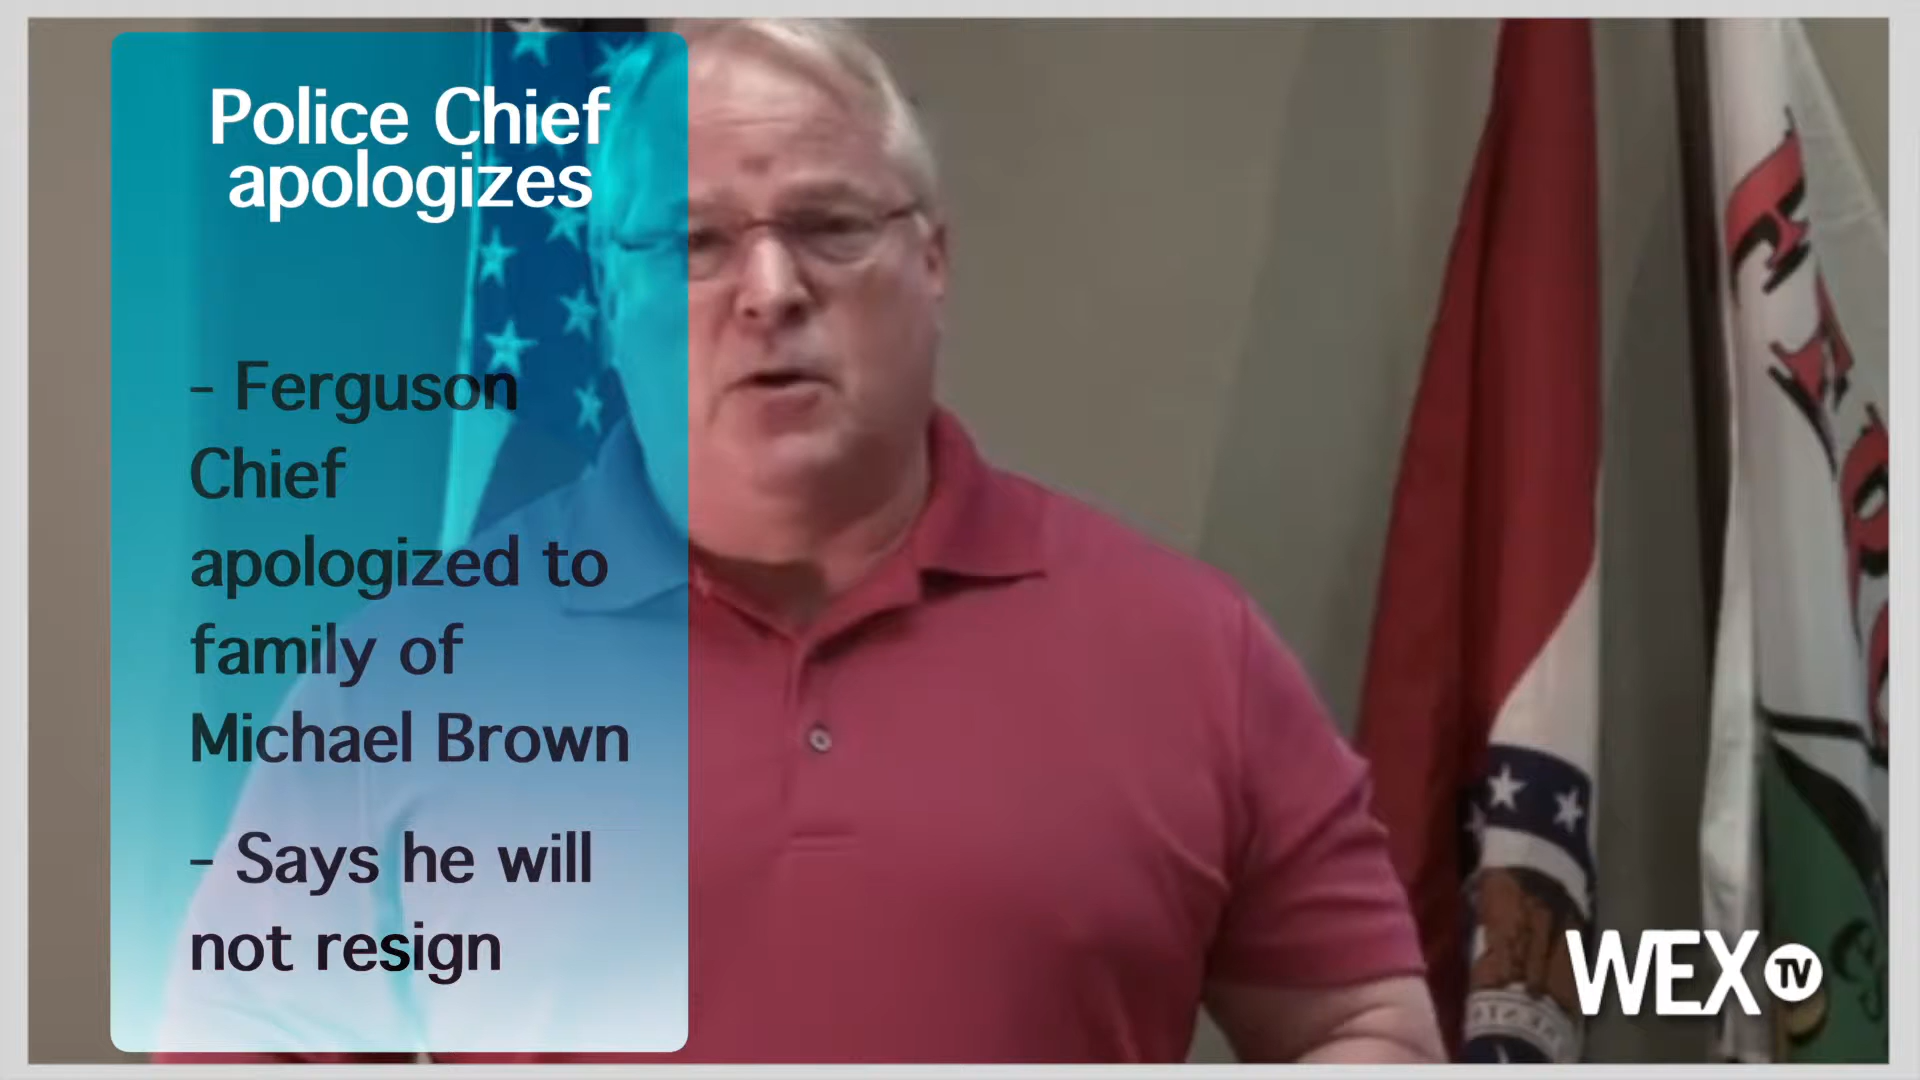 Police Chief
apologizes
- Ferguson
Chief
apologized to
family of
Michael Brown
- Says he will
not resign
WEX TV